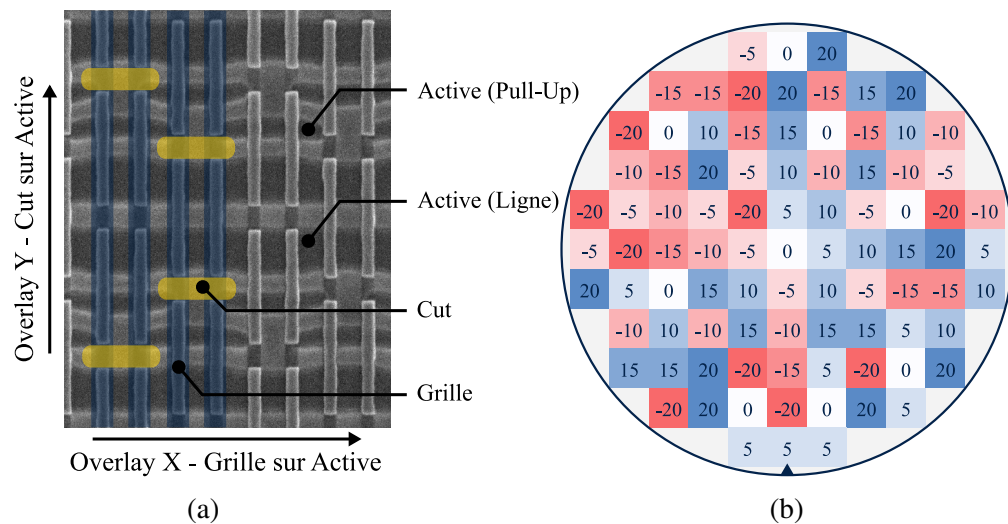 Overlay Y - Cut sur Active
Active (Pull-Up)
Active (Ligne)
Cut
Grille
Overlay X - Grille sur Active
(a)
-5 0 20
-15 -15 -20 20 -15 15 20
-20 0 10 -15 15 0 -15 10 -10
-10 -15 20 -5 10 -10 15 -10 -5
-20 -5 -10 -5 -20 5 10 -5 0 -20 -10
-5 -20 -15 -10 -5 0 5 10 15 20 5
20 5 0 15 10 -5 10 -5 -15 -15 10
-10 10 -10 15 -10 15 15 5 10
15 15 20 -20 -15 5 -20 0 20
-20 20 0 -20 0 20 5
5 5 5
(b)